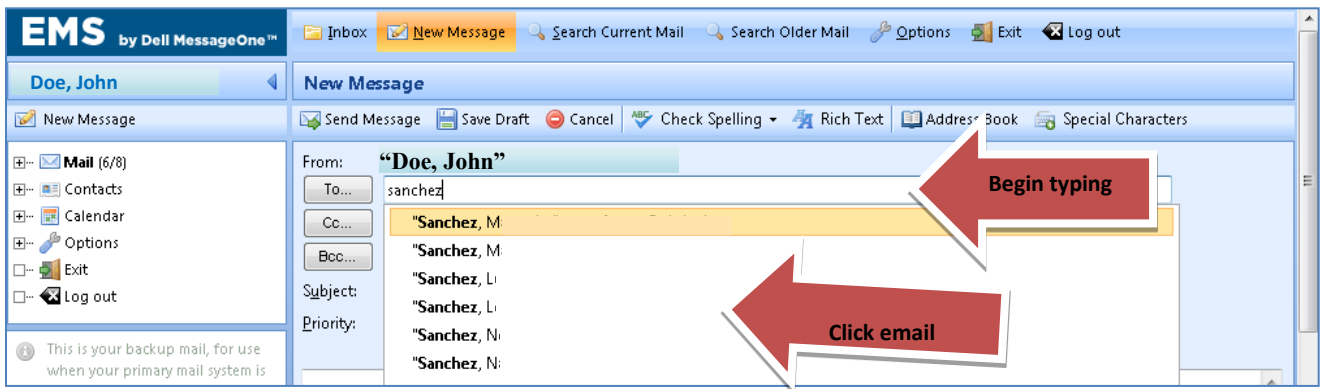 EMS by Dell MessageOne™
Inbox New Message Search Current Mail Search Older Mail Options Exit Log out
Doe, John
New Message
New Message
Send Message Save Draft Cancel ABC Check Spelling Rich Text Address Book Special Characters
Mail (6/8)
Contacts
Calendar
Options
Exit
Log out
This is your backup mail, for use
when your primary mail system is
From: “Doe, John”
To... sanchez
Begin typing
Cc...
Bcc...
Subject:
Priority:
"Sanchez, M
"Sanchez, M
"Sanchez, L
"Sanchez, L
"Sanchez, N
"Sanchez, N
Click email